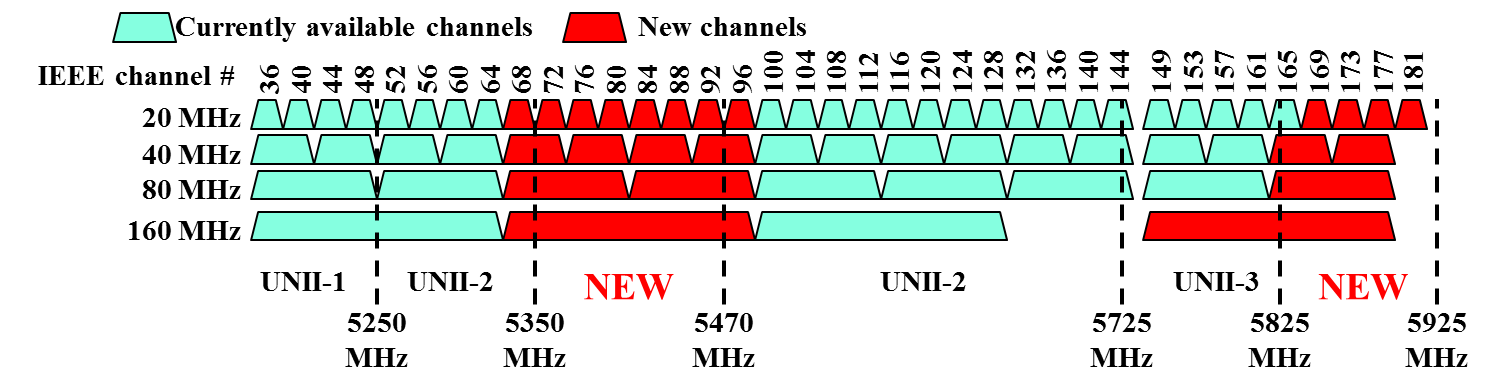 Currently available channels New channels
IEEE channel # 36 40 44 48 52 56 60 64 68 72 76 80 84 88 92 96 100 104 108 112 116 120 124 128 132 136 140 144 149 153 157 161 165 169 173 177 181
20 MHz
40 MHz
80 MHz
160 MHz
UNII-1 UNII-2 NEW UNII-2 UNII-3 NEW
5250 5350 5470 5725 5825 5925
MHz MHz MHz MHz MHz MHz